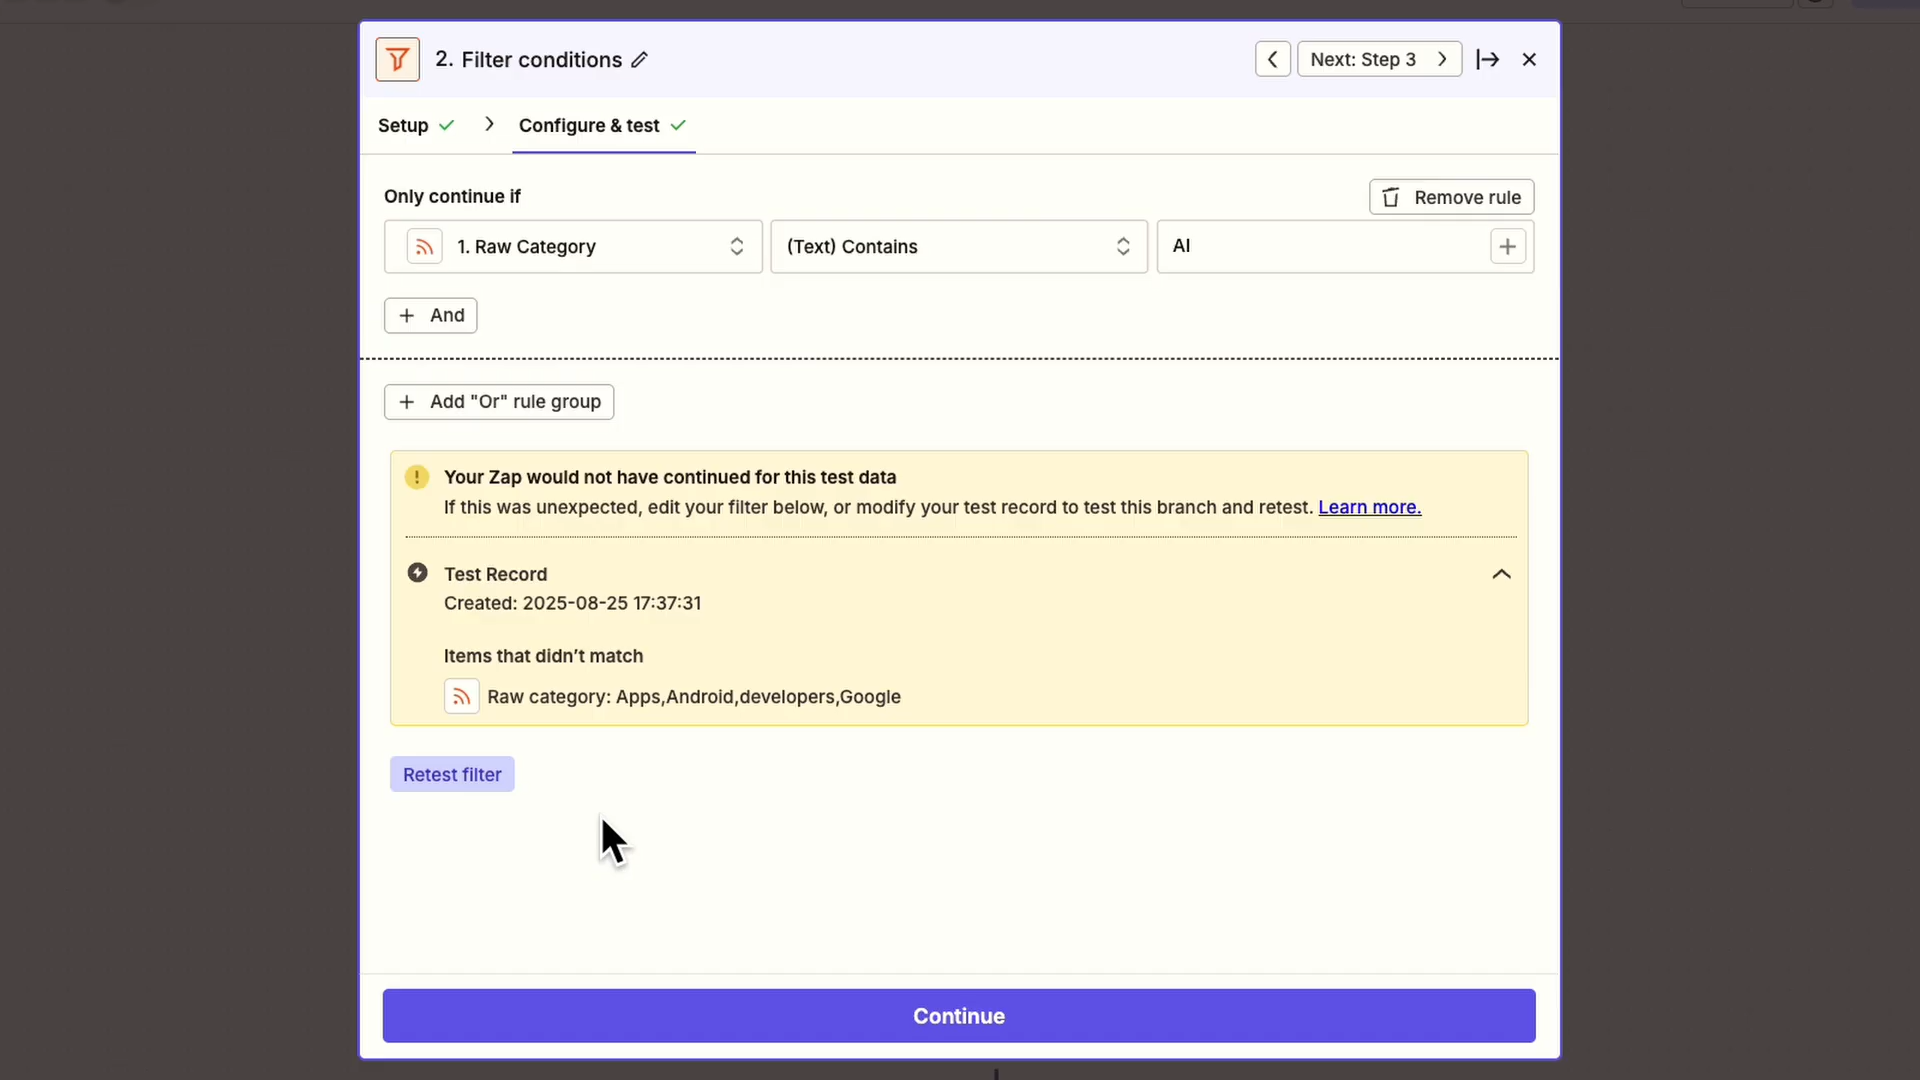 2. Filter conditions
Next: Step 3
Setup
Configure & test
Only continue if
Remove rule
1. Raw Category
(Text) Contains
AI
And
Add "Or" rule group
Your Zap would not have continued for this test data
If this was unexpected, edit your filter below, or modify your test record to test this branch and retest. Learn more.
Test Record
Created: 2025-08-25 17:37:31
Items that didn’t match
Raw category: Apps,Android,developers,Google
Retest filter
Continue